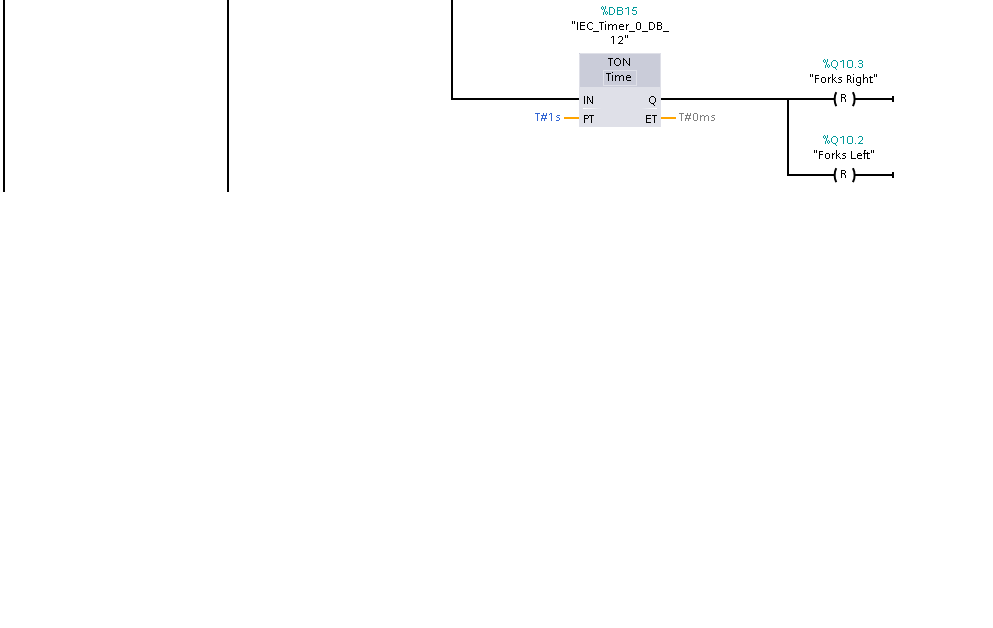 %DB15
"IEC_Timer_0_DB_
12"
TON
Time
%Q10.3
"Forks Right"
IN
Q
R
T#1s
PT
ET
T#0ms
%Q10.2
"Forks Left"
R